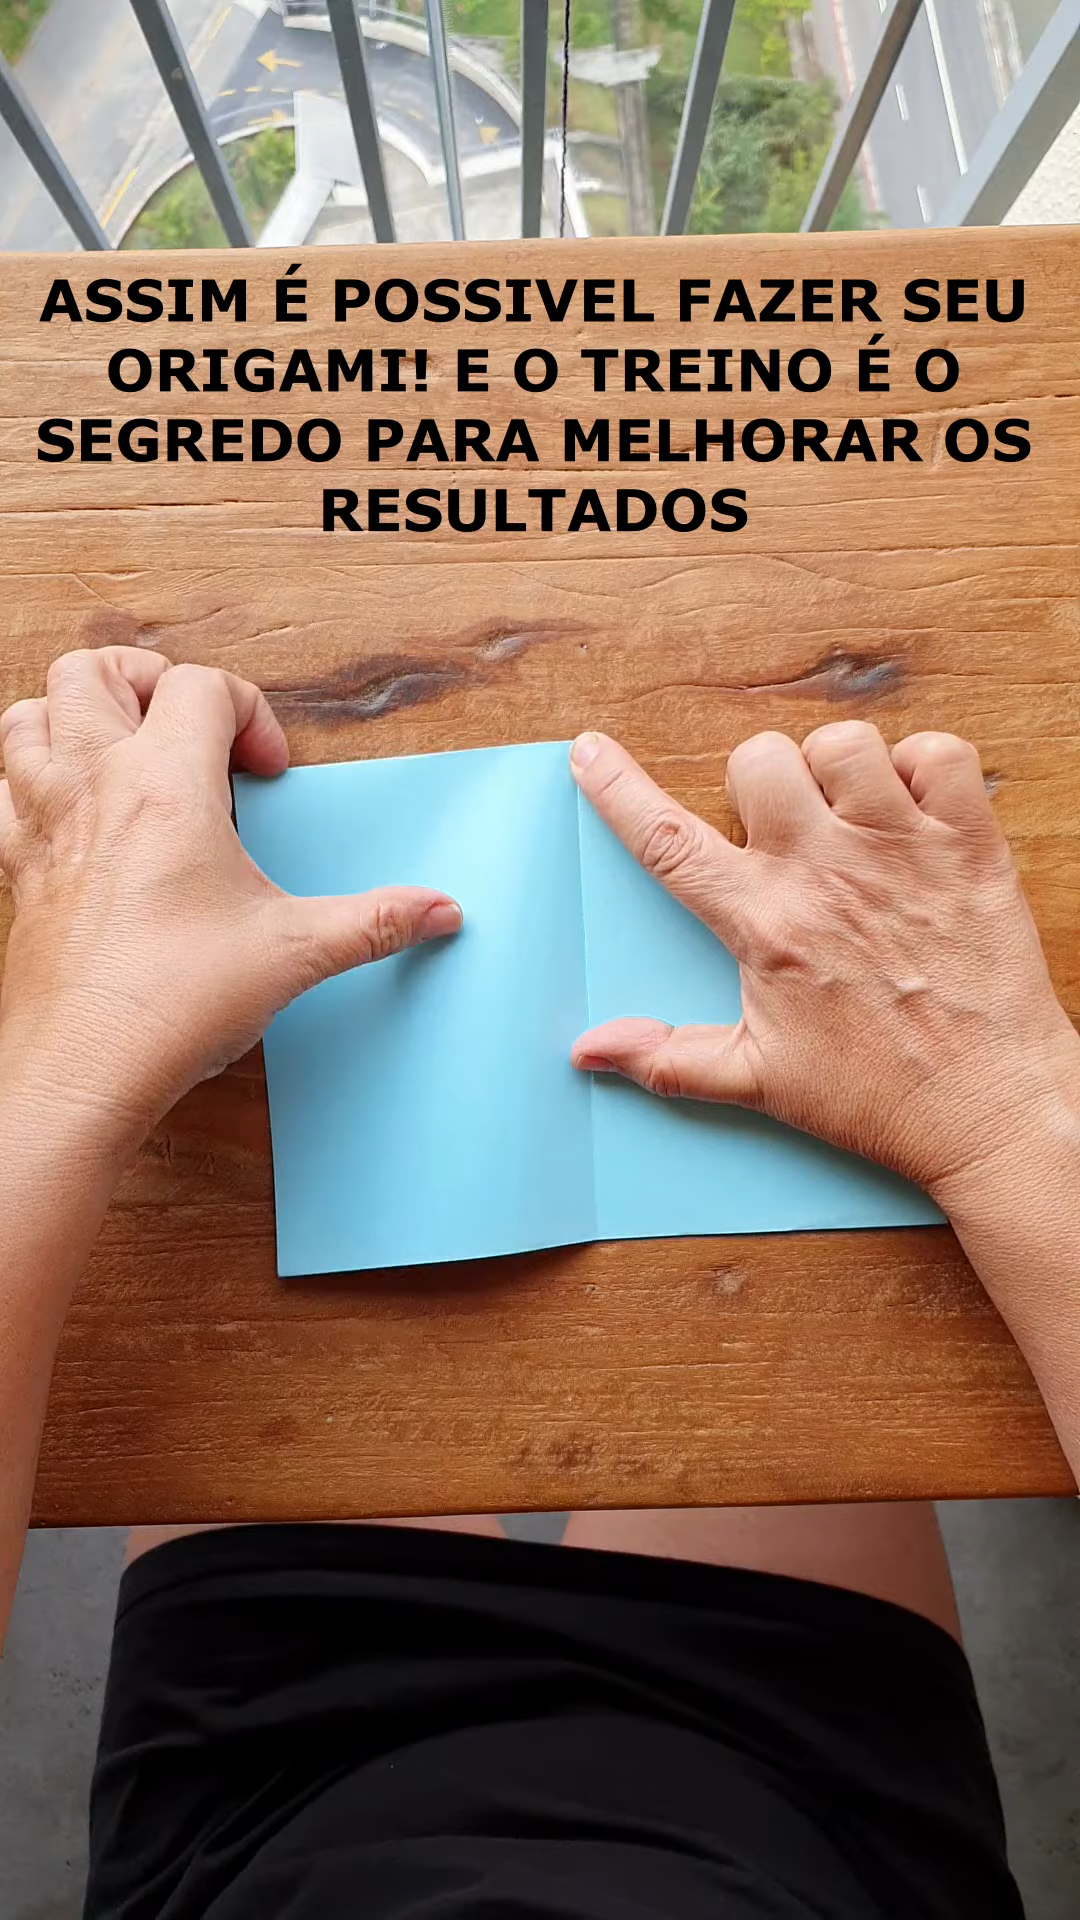 ASSIM É POSSIVEL FAZER SEU
ORIGAMI! E O TREINO É O
SEGREDO PARA MELHORAR OS
RESULTADOS